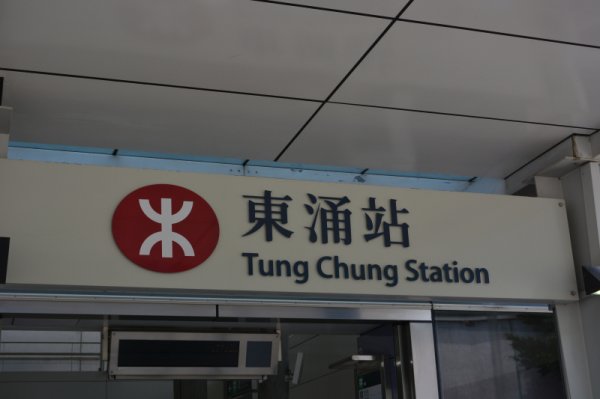 東涌站
Tung Chung Station